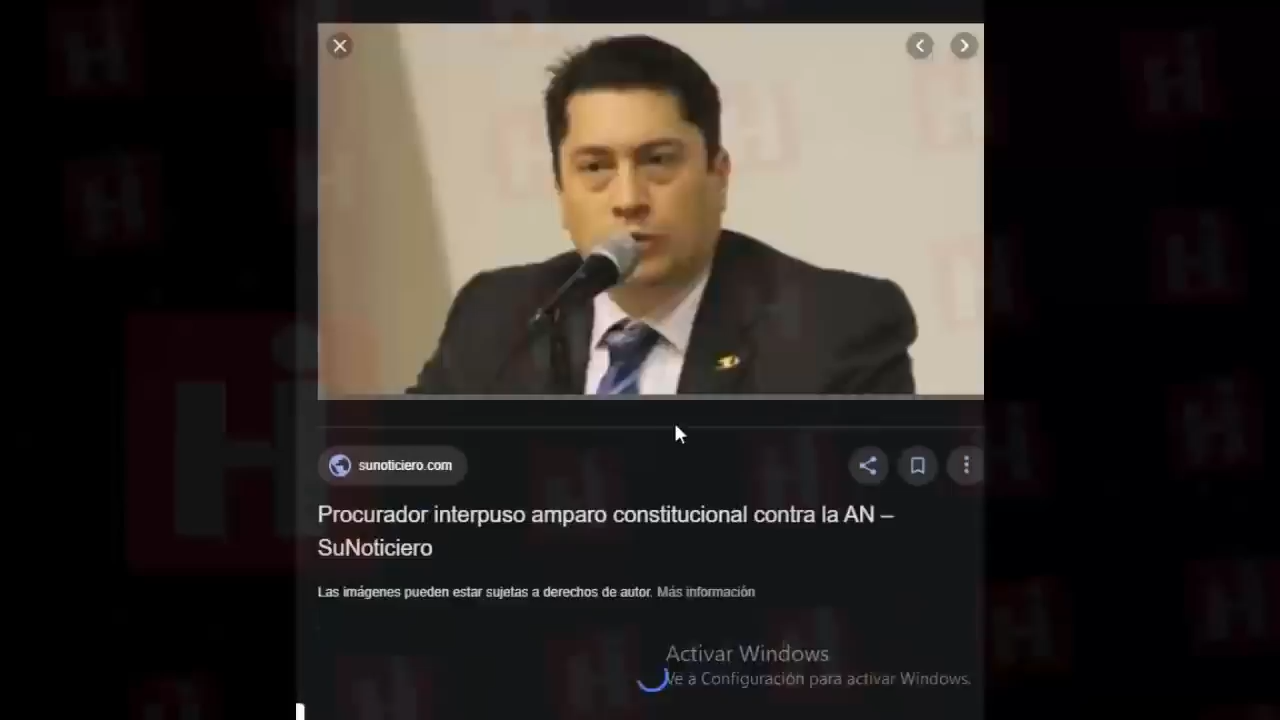 sunoticiero.com
Procurador interpuso amparo constitucional contra la AN –
SuNoticiero
Las imágenes pueden estar sujetas a derechos de autor. Más información
Activar Windows
Ve a Configuración para activar Windows.